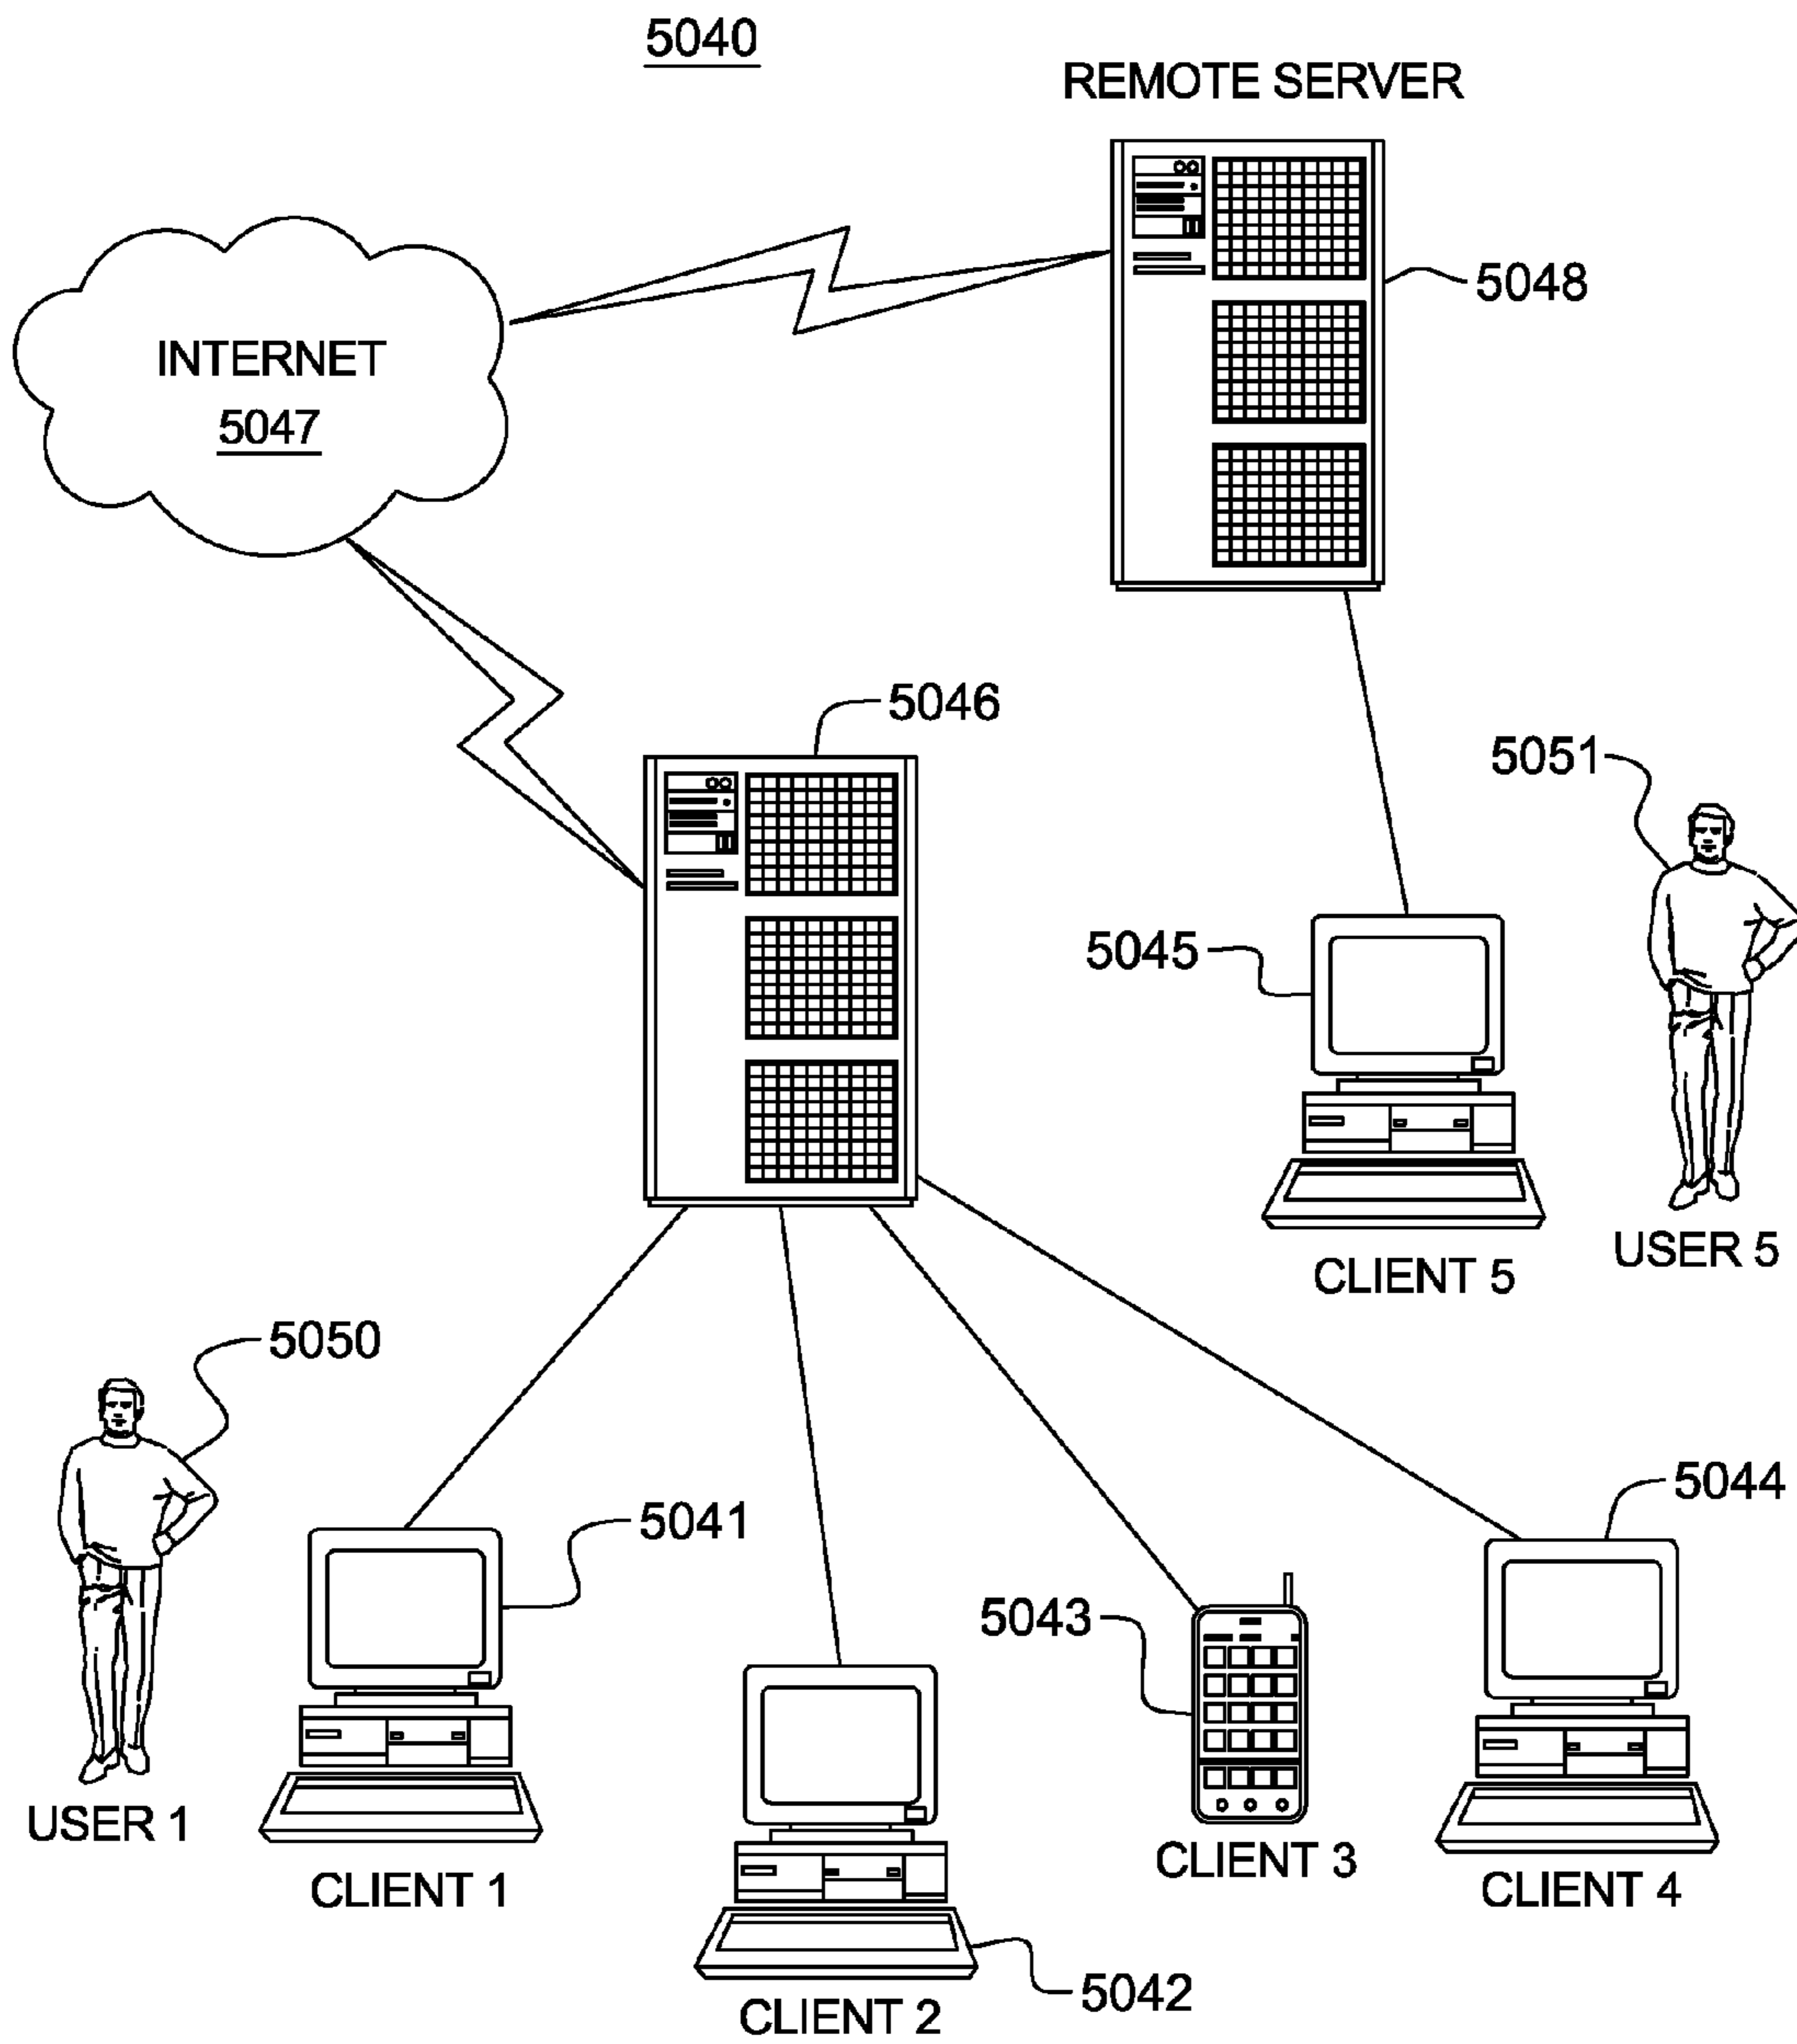 5040
REMOTE SERVER
5048
INTERNET
5047
5046
5051
5045
USER 5
CLIENT 5
5050
5044
5041
5043
USER 1
CLIENT 3
CLIENT 1
CLIENT 4
5042
CLIENT 2